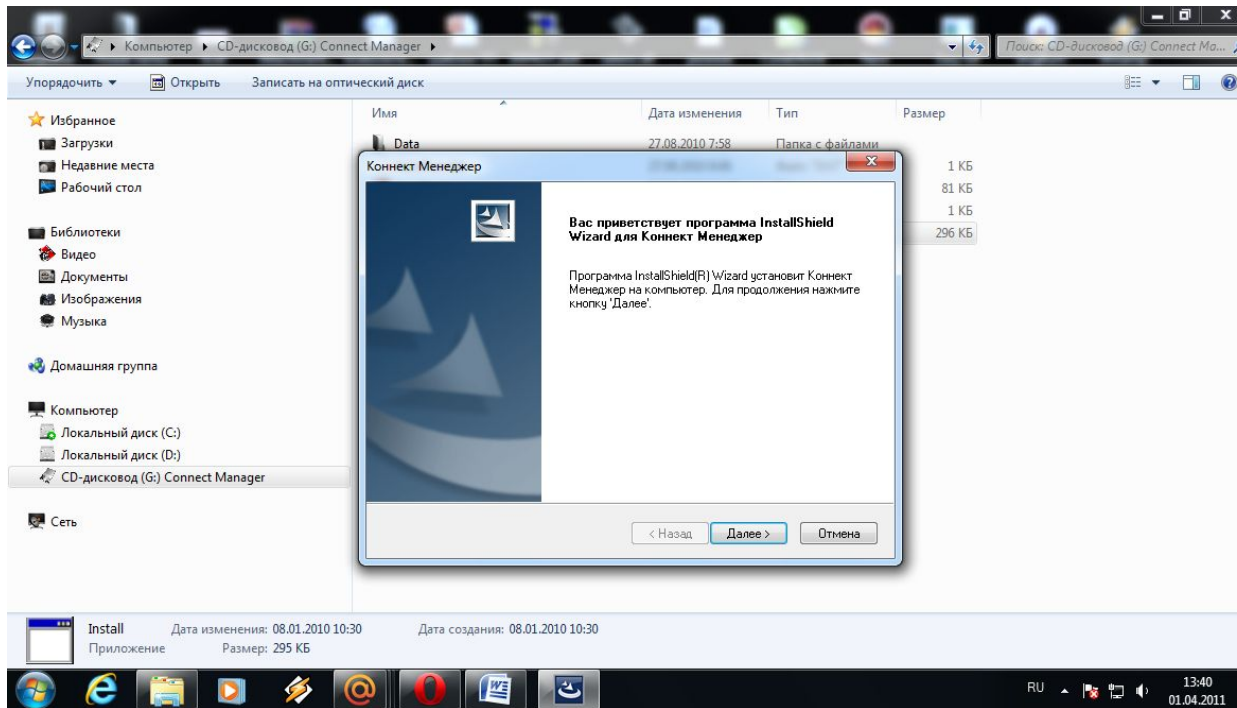 Компьютер ▸ CD-дисковод (G:) Connect Manager ▸
Поиск: CD-дисковод (G:) Connect Ma...
Упорядочить ▼ Открыть Записать на оптический диск
Имя Дата изменения Тип Размер
Избранное
Загрузки
Недавние места
Рабочий стол
Библиотеки
Видео
Документы
Изображения
Музыка
Домашняя группа
Компьютер
Локальный диск (C:)
Локальный диск (D:)
CD-дисковод (G:) Connect Manager
Сеть
Data 27.08.2010 7:58 Папка с файлами
1 КБ
81 КБ
1 КБ
296 КБ
Коннект Менеджер
Вас приветствует программа InstallShield
Wizard для Коннект Менеджер
Программа InstallShield(R) Wizard установит Коннект
Менеджер на компьютер. Для продолжения нажмите
кнопку 'Далее'.
< Назад Далее > Отмена
Install Дата изменения: 08.01.2010 10:30 Дата создания: 08.01.2010 10:30
Приложение Размер: 295 КБ
RU 13:40
01.04.2011